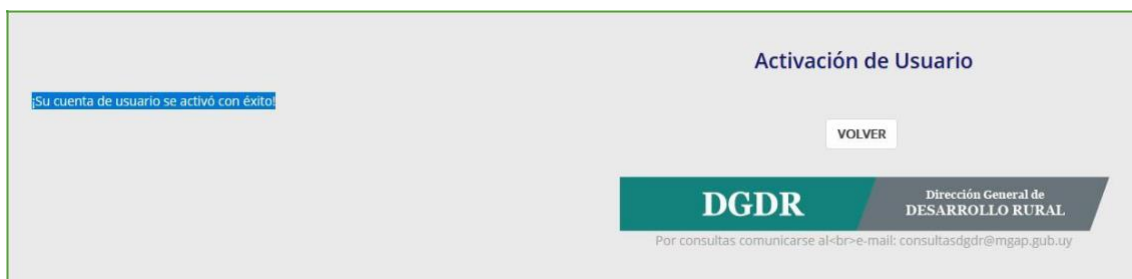 Activación de Usuario
¡Su cuenta de usuario se activó con éxito!
VOLVER
DGDR
Dirección General de
DESARROLLO RURAL
Por consultas comunicarse al<br>e-mail: consultasdgdr@mgap.gub.uy